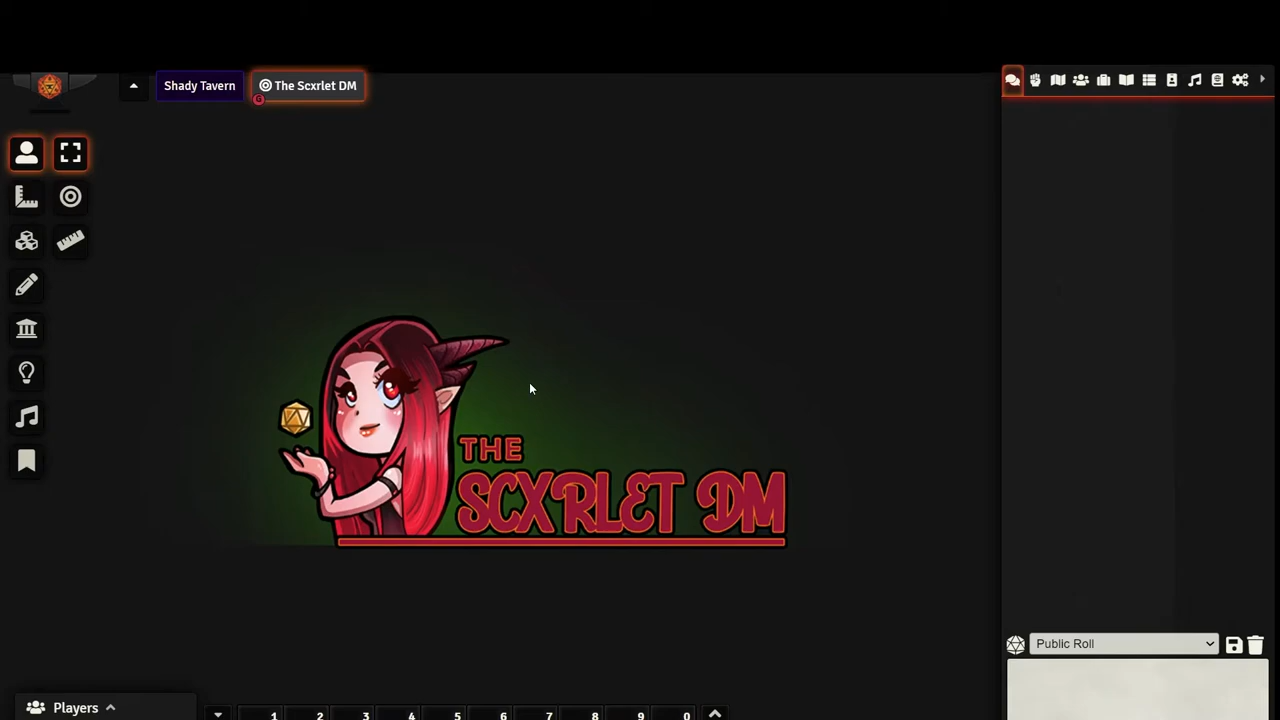 Shady Tavern
The Scxrlet DM
G
THE
SCXRLET DM
Public Roll
Players
1 2 3 4 5 6 7 8 9 0